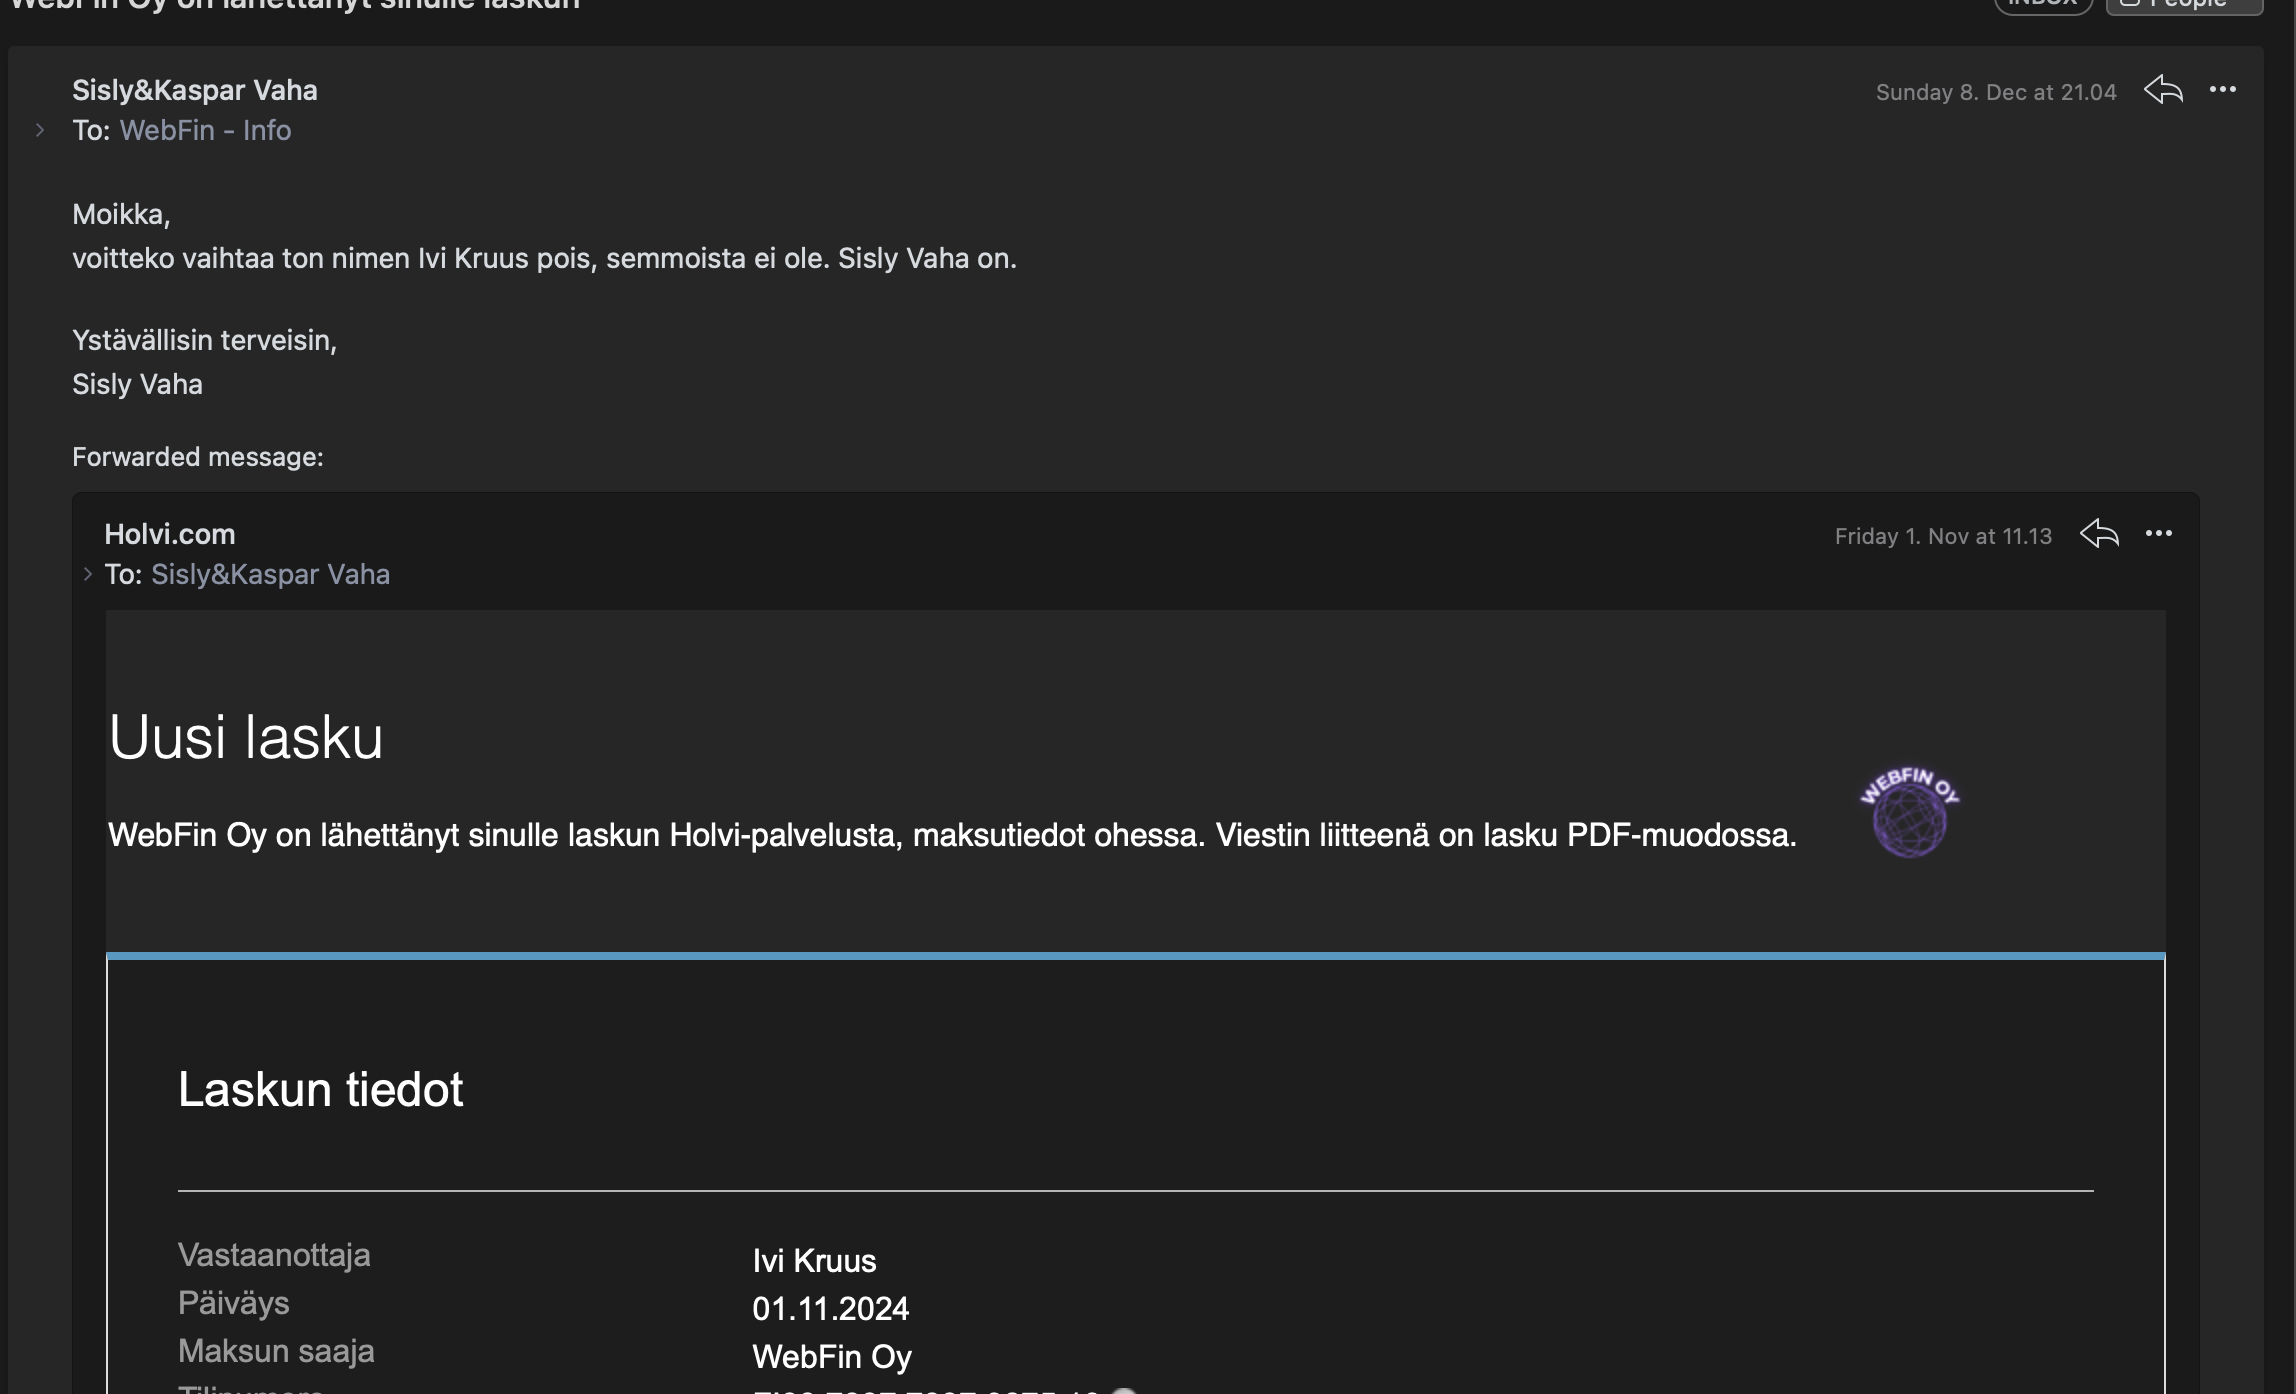 WebFin Oy on lähettänyt sinulle laskun
INBOX
People
Sisly&Kaspar Vaha
Sunday 8. Dec at 21.04
To: WebFin - Info
Moikka,
voitteko vaihtaa ton nimen Ivi Kruus pois, semmoista ei ole. Sisly Vaha on.
Ystävällisin terveisin,
Sisly Vaha
Forwarded message:
Holvi.com
Friday 1. Nov at 11.13
To: Sisly&Kaspar Vaha
Uusi lasku
WEBFIN OY
WebFin Oy on lähettänyt sinulle laskun Holvi-palvelusta, maksutiedot ohessa. Viestin liitteenä on lasku PDF-muodossa.
Laskun tiedot
Vastaanottaja Ivi Kruus
Päiväys 01.11.2024
Maksun saaja WebFin Oy